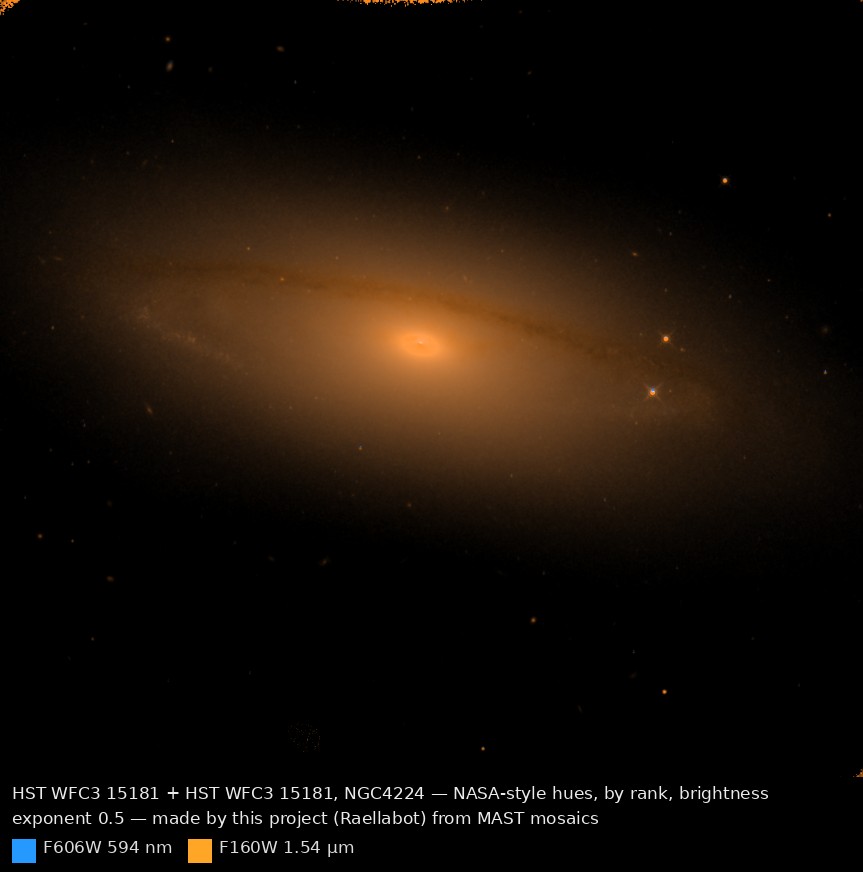 HST WFC3 15181 + HST WFC3 15181, NGC4224 — NASA-style hues, by rank, brightness
exponent 0.5 — made by this project (Raellabot) from MAST mosaics
F606W 594 nm F160W 1.54 µm